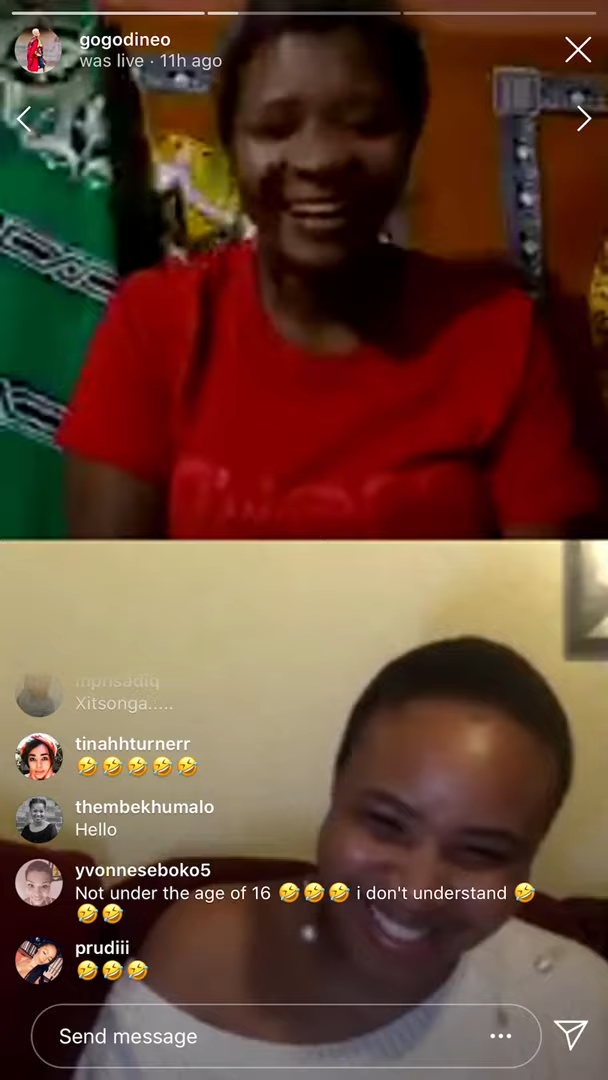 gogodineo
was live · 11h ago
mphsadiq
Xitsonga.....
tinahhturnerr
🤣🤣🤣🤣🤣
thembekhumalo
Hello
yvonneseboko5
Not under the age of 16 🤣🤣🤣 i don't understand 🤣
🤣🤣
prudiii
🤣🤣🤣
Send message